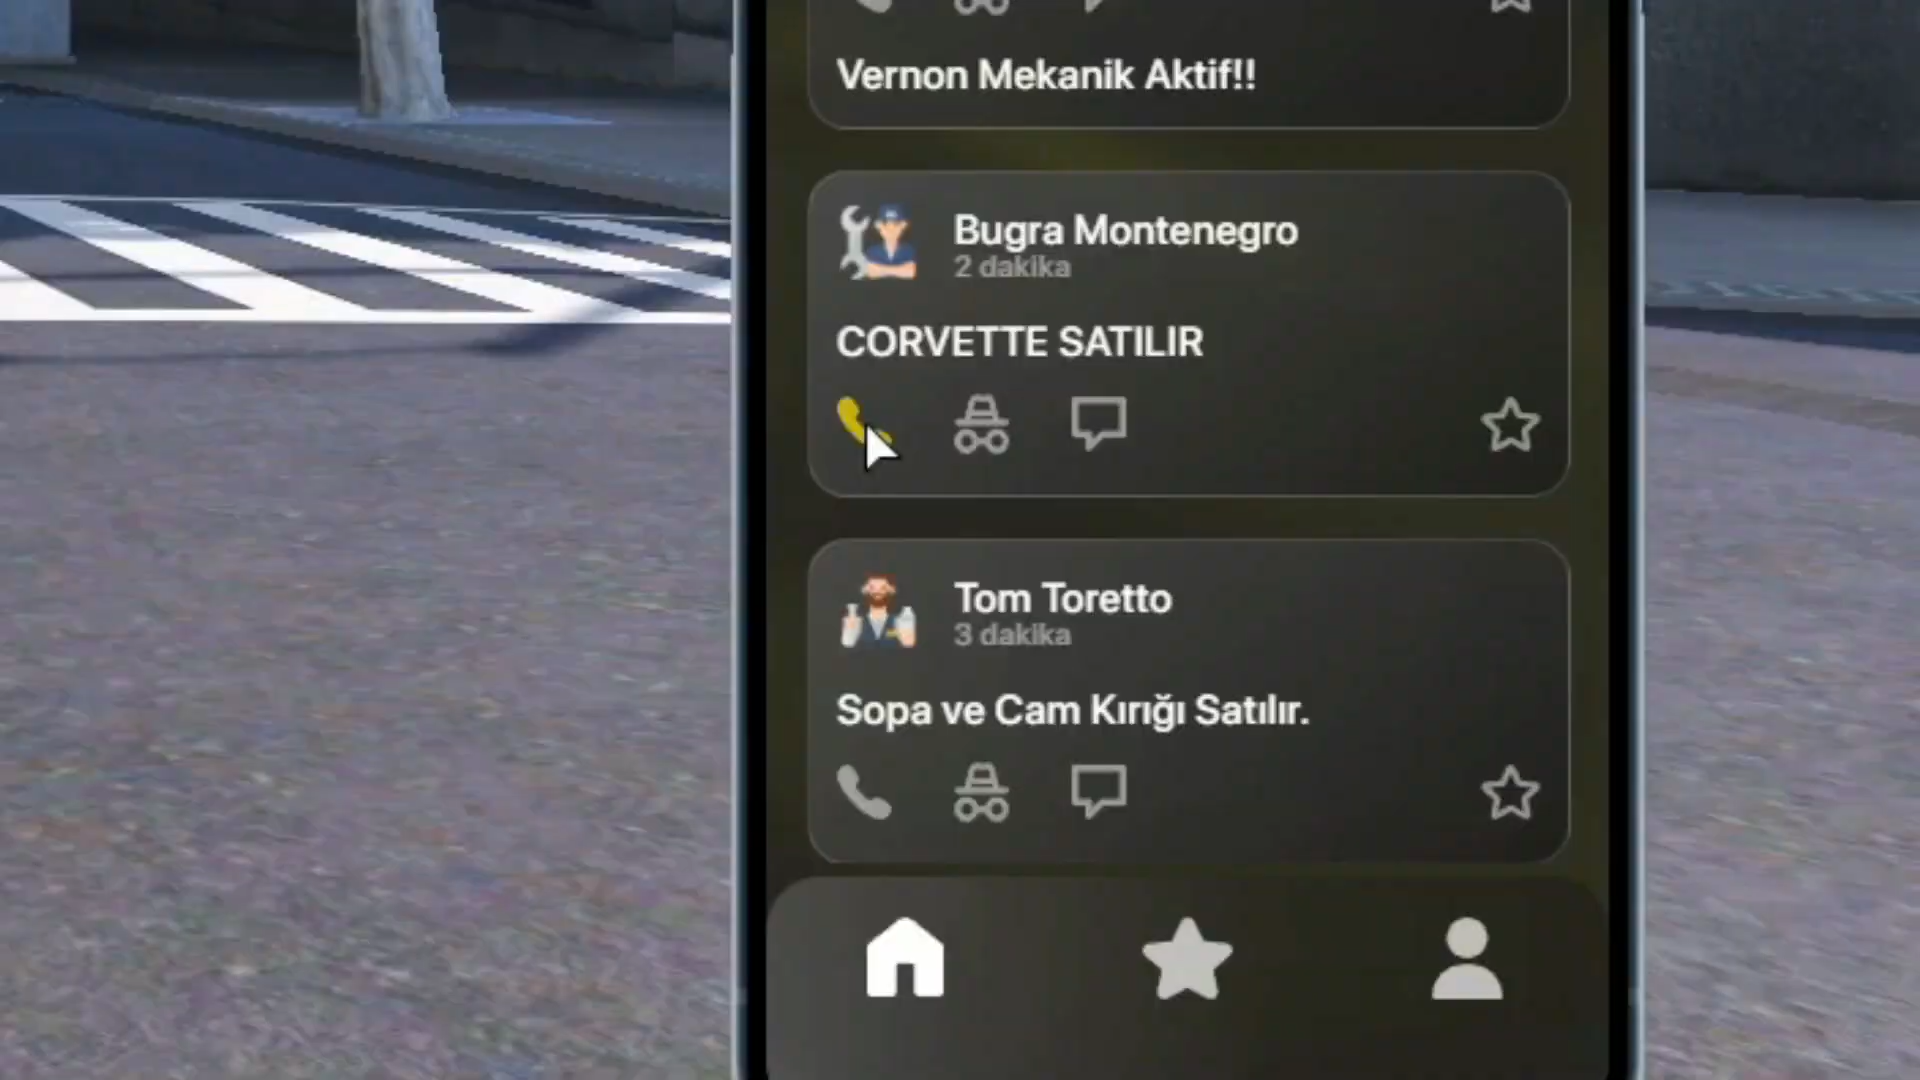 Vernon Mekanik Aktif!!
Bugra Montenegro
2 dakika
CORVETTE SATILIR
Tom Toretto
3 dakika
Sopa ve Cam Kırığı Satılır.